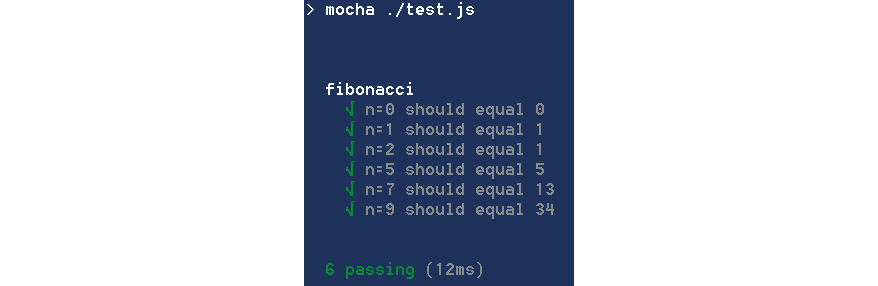 > mocha ./test.js
fibonacci
√ n=0 should equal 0
√ n=1 should equal 1
√ n=2 should equal 1
√ n=5 should equal 5
√ n=7 should equal 13
√ n=9 should equal 34
6 passing (12ms)